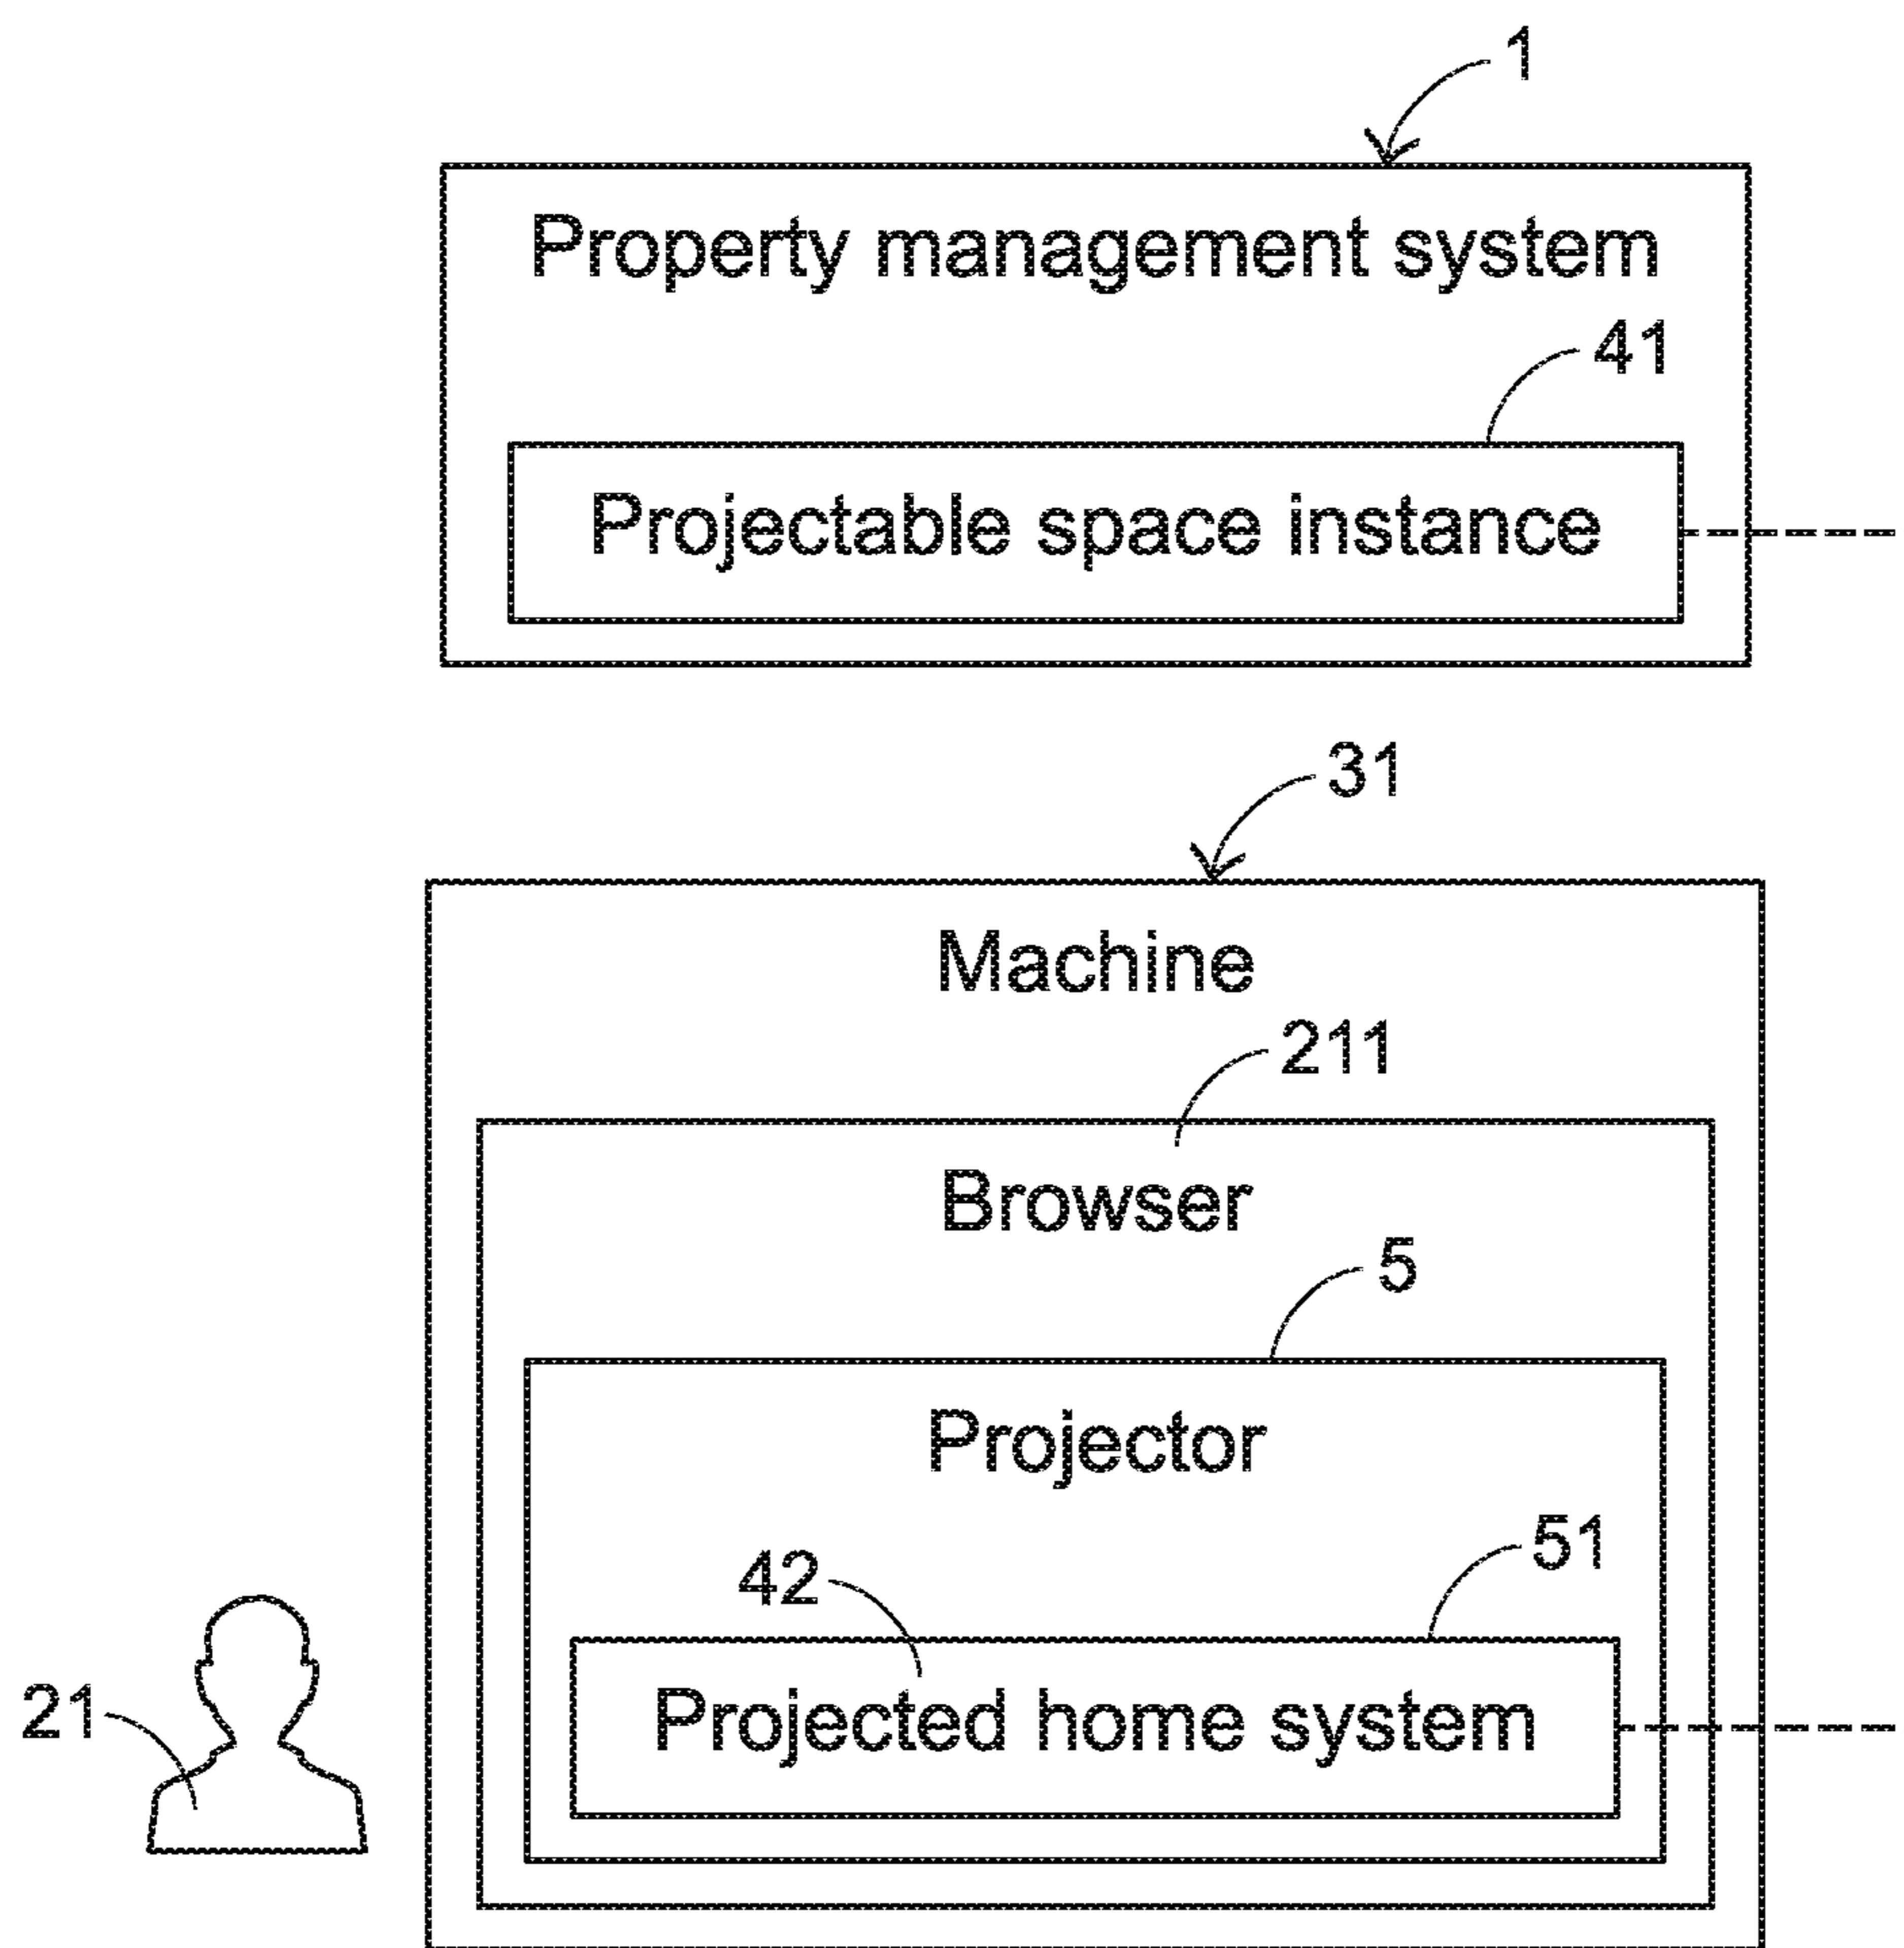 1
Property management system
41
Projectable space instance
31
Machine
211
Browser
5
Projector
51
42
Projected home system
21